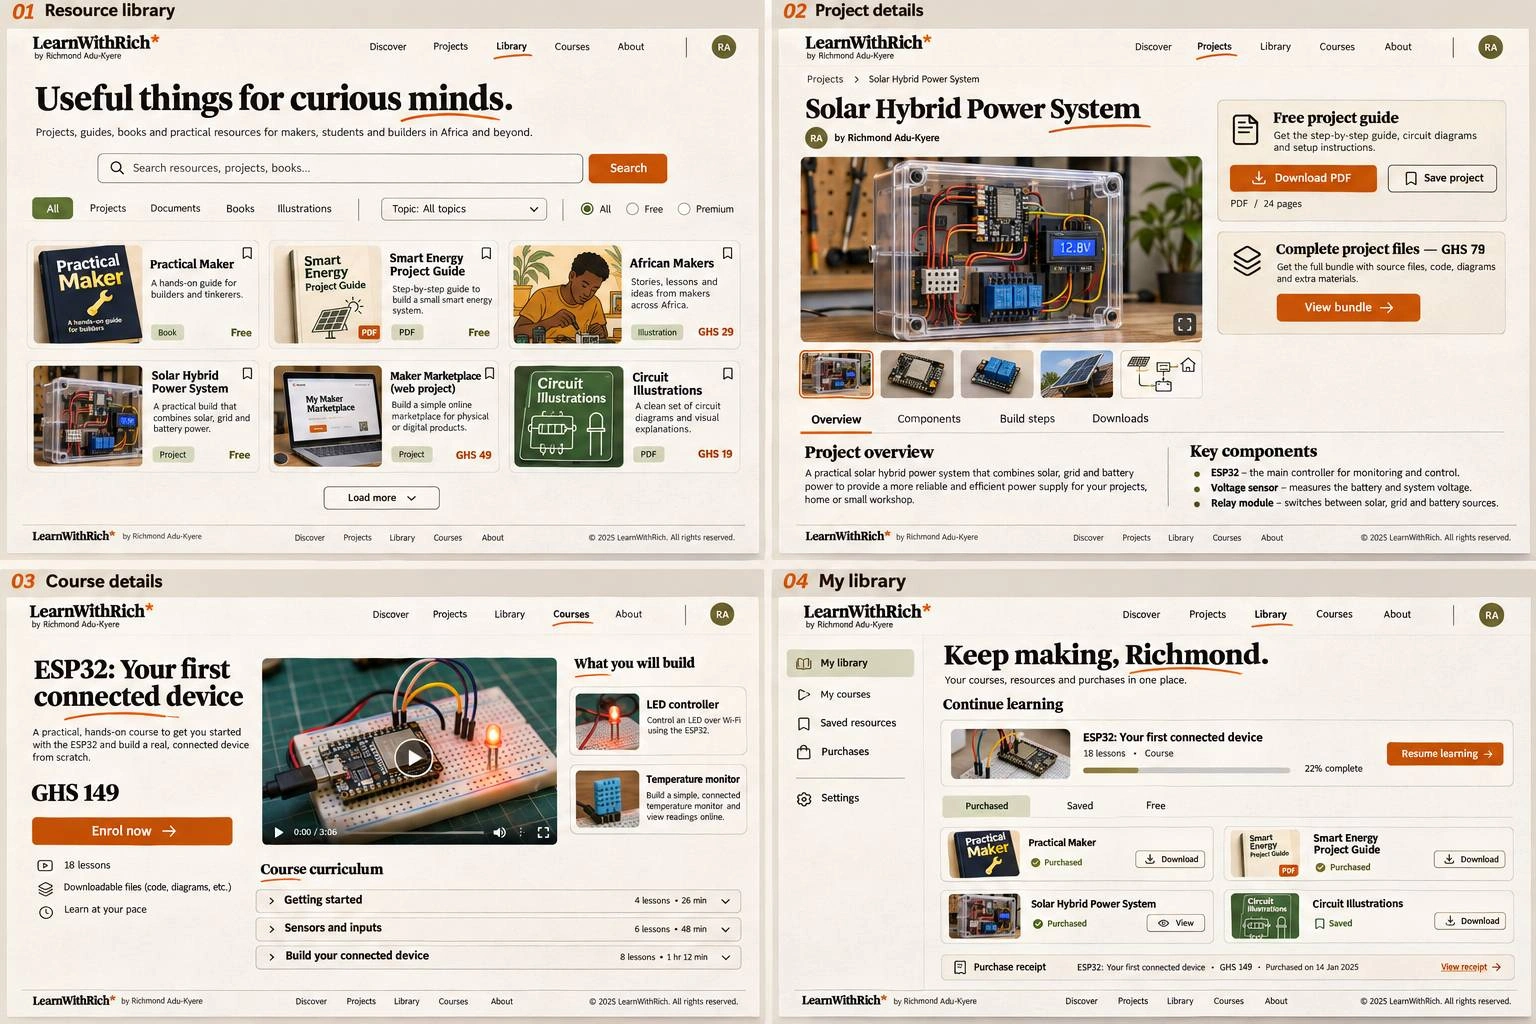 01 Resource library
LearnWithRich*
by Richmond Adu-Kyere
Discover Projects Library Courses About
RA
Useful things for curious minds.
Projects, guides, books and practical resources for makers, students and builders in Africa and beyond.
Search resources, projects, books...
Search
All Projects Documents Books Illustrations
Topic: All topics
All Free Premium
Practical Maker
A hands-on guide for builders
Practical Maker
A hands-on guide for
builders and tinkerers.
Book Free
Smart
Energy
Project Guide
PDF
Smart Energy
Project Guide
Step-by-step guide to
build a small smart energy
system.
PDF Free
African Makers
Stories, lessons and
ideas from makers
across Africa.
Illustration GHS 29
Solar Hybrid
Power System
A practical build that
combines solar, grid and
battery power.
Project Free
My Maker
Marketplace
Maker Marketplace
(web project)
Build a simple online
marketplace for physical
or digital products.
Project GHS 49
Circuit
Illustrations
Circuit
Illustrations
A clean set of circuit
diagrams and visual
explanations.
PDF GHS 19
Load more
LearnWithRich* by Richmond Adu-Kyere
Discover Projects Library Courses About
© 2025 LearnWithRich. All rights reserved.
02 Project details
LearnWithRich*
by Richmond Adu-Kyere
Discover Projects Library Courses About
RA
Projects > Solar Hybrid Power System
Solar Hybrid Power System
RA by Richmond Adu-Kyere
12.8V
Free project guide
Get the step-by-step guide, circuit diagrams
and setup instructions.
Download PDF
Save project
PDF / 24 pages
Complete project files — GHS 79
Get the full bundle with source files, code, diagrams
and extra materials.
View bundle →
Overview Components Build steps Downloads
Project overview
A practical solar hybrid power system that combines solar, grid and battery
power to provide a more reliable and efficient power supply for your projects,
home or small workshop.
Key components
• ESP32 – the main controller for monitoring and control.
• Voltage sensor – measures the battery and system voltage.
• Relay module – switches between solar, grid and battery sources.
LearnWithRich* by Richmond Adu-Kyere
Discover Projects Library Courses About
© 2025 LearnWithRich. All rights reserved.
03 Course details
LearnWithRich*
by Richmond Adu-Kyere
Discover Projects Library Courses About
RA
ESP32: Your first
connected device
A practical, hands-on course to get you started
with the ESP32 and build a real, connected device
from scratch.
GHS 149
Enrol now →
18 lessons
Downloadable files (code, diagrams, etc.)
Learn at your pace
0:00 / 3:06
What you will build
LED controller
Control an LED over Wi-Fi
using the ESP32.
Temperature monitor
Build a simple, connected
temperature monitor and
view readings online.
Course curriculum
Getting started 4 lessons • 26 min
Sensors and inputs 6 lessons • 48 min
Build your connected device 8 lessons • 1 hr 12 min
LearnWithRich* by Richmond Adu-Kyere
Discover Projects Library Courses About
© 2025 LearnWithRich. All rights reserved.
04 My library
LearnWithRich*
by Richmond Adu-Kyere
Discover Projects Library Courses About
RA
My library
My courses
Saved resources
Purchases
Settings
Keep making, Richmond.
Your courses, resources and purchases in one place.
Continue learning
ESP32: Your first connected device
18 lessons • Course
22% complete
Resume learning →
Purchased Saved Free
Practical
Maker
Practical Maker
Purchased
Download
Smart
Energy
Project Guide
PDF
Smart Energy
Project Guide
Purchased
Download
Solar Hybrid Power System
Purchased
View
Circuit
Illustrations
Circuit Illustrations
Saved
Download
Purchase receipt
ESP32: Your first connected device • GHS 149 • Purchased on 14 Jan 2025
View receipt →
LearnWithRich* by Richmond Adu-Kyere
Discover Projects Library Courses About
© 2025 LearnWithRich. All rights reserved.